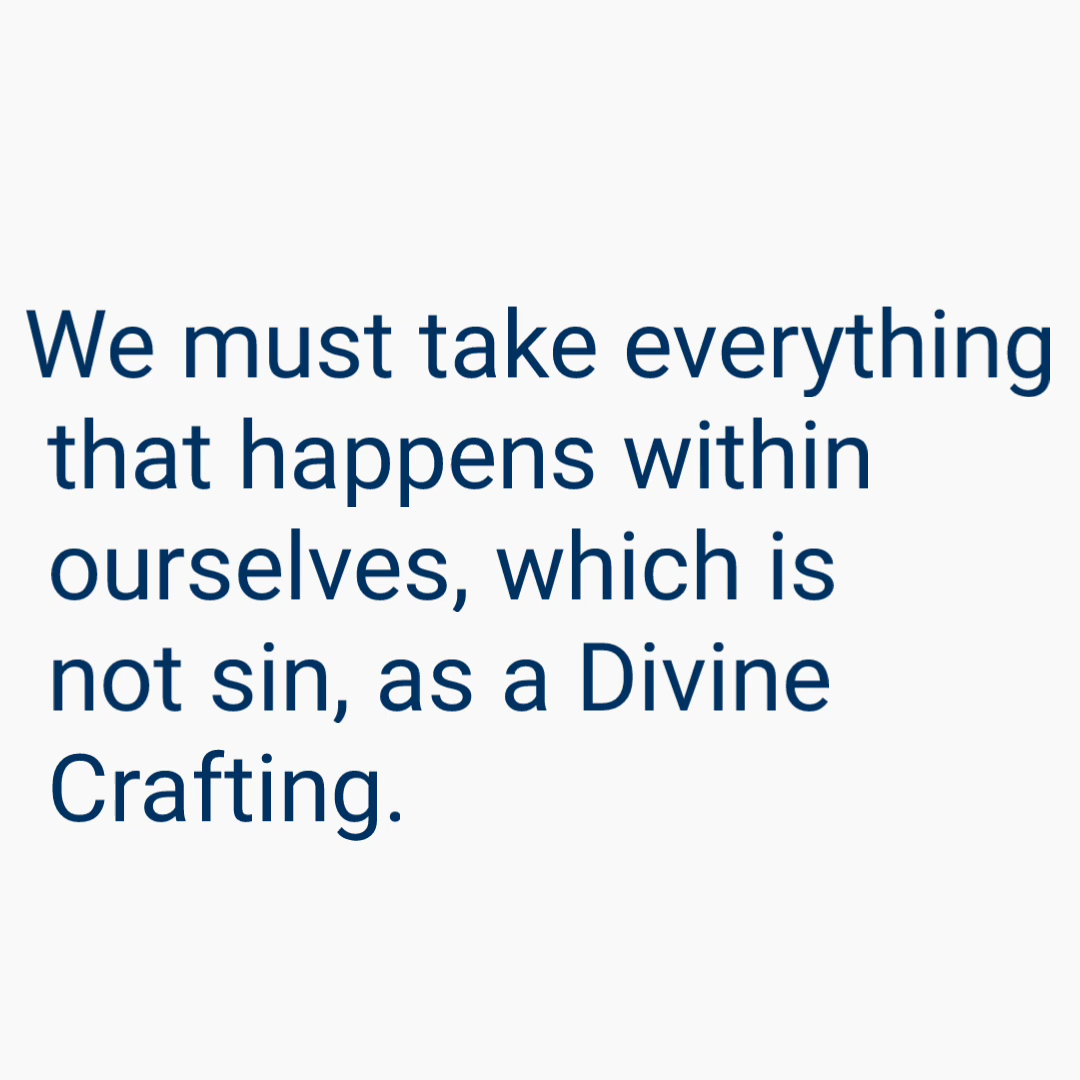 We must take everything
that happens within
ourselves, which is
not sin, as a Divine
Crafting.